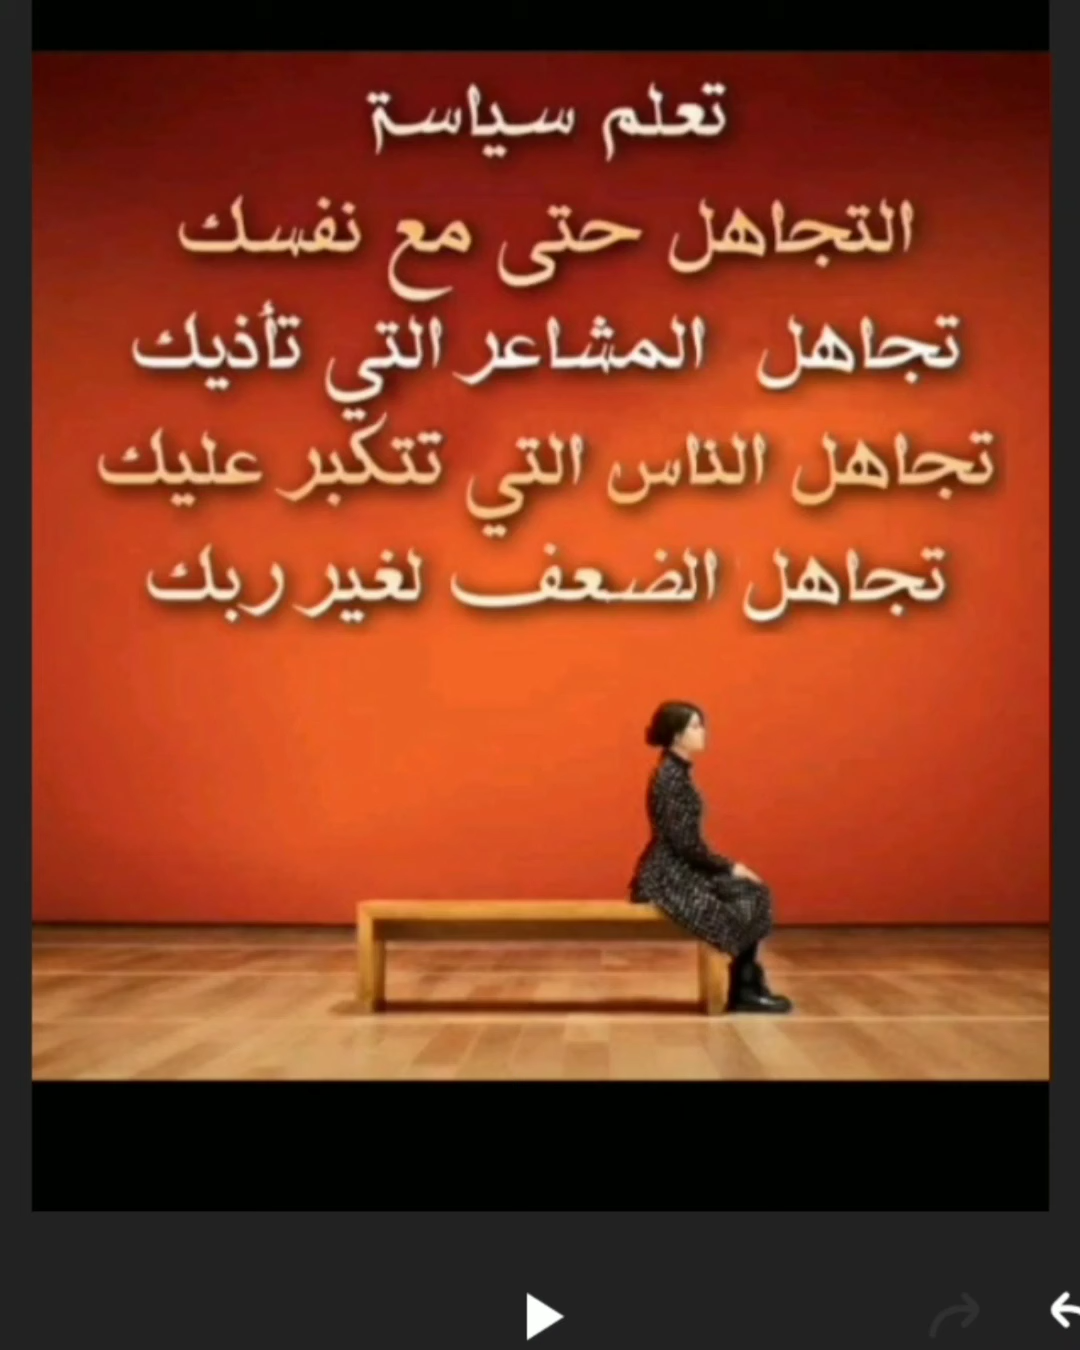 تعلم سياسة
التجاهل حتى مع نفسك
تجاهل المشاعر التي تأذيك
تجاهل الناس التي تتكبر عليك
تجاهل الضعف لغير ربك